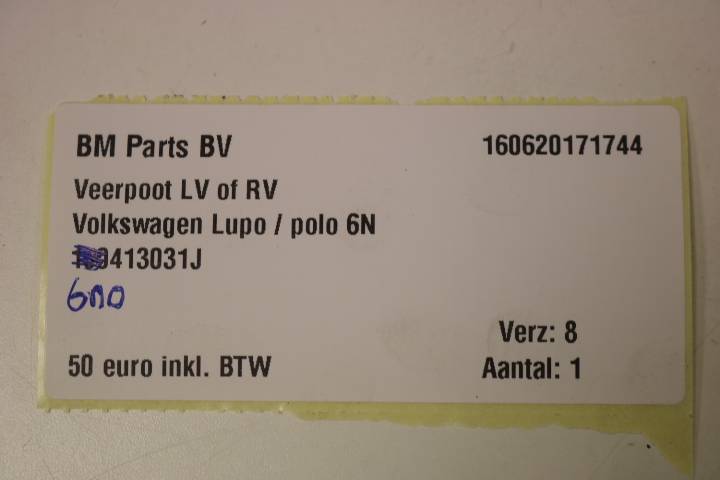 BM Parts BV 160620171744
Veerpoot LV of RV
Volkswagen Lupo / polo 6N
413031J
6n0
Verz: 8
50 euro inkl. BTW Aantal: 1